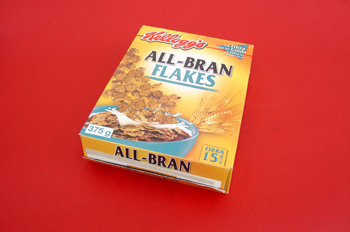 Kellogg's
ALL-BRAN
FLAKES
375 g
FIBRA
15
ALL-BRAN